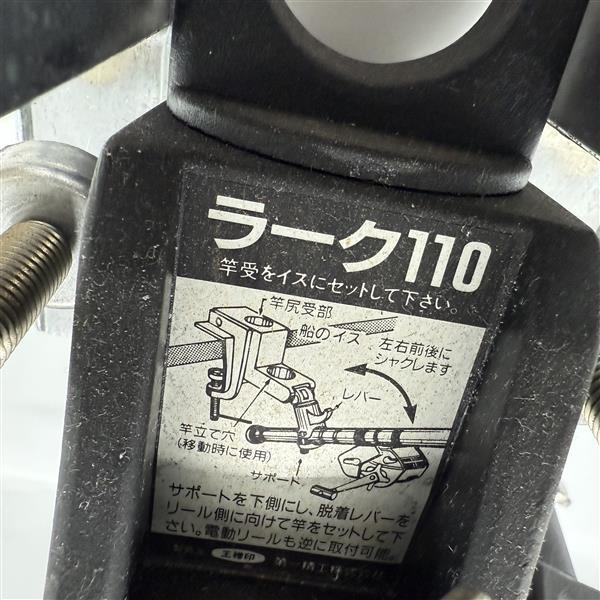 ラーク110
竿受をイスにセットして下さい。
竿尻受部
船のイス
左右前後に
シャクします
レバー
竿立て穴
(移動時に使用)
サポート
サポートを下側にし、脱着レバーを
リール側に向けて竿をセットして下
さい。電動リールも逆に取付可能。
第一精工